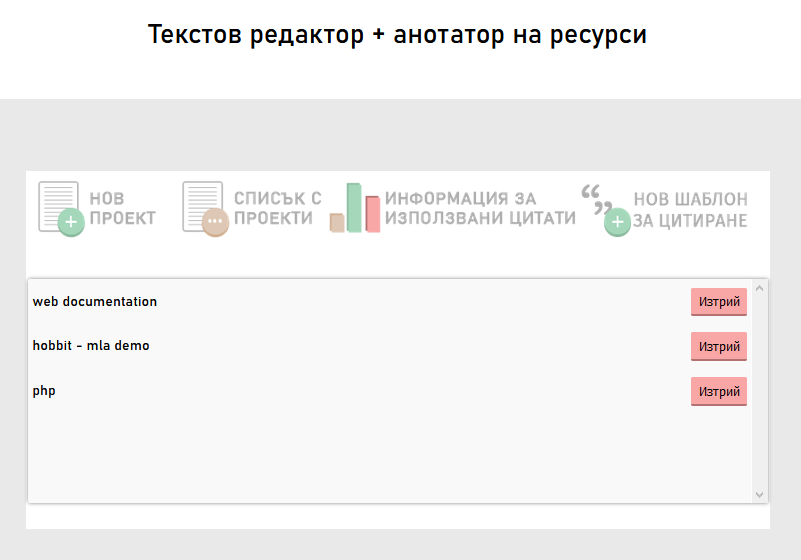 Текстов редактор + анотатор на ресурси
НОВ
ПРОЕКТ
СПИСЪК С
ПРОЕКТИ
ИНФОРМАЦИЯ ЗА
ИЗПОЛЗВАНИ ЦИТАТИ
НОВ ШАБЛОН
ЗА ЦИТИРАНЕ
web documentation
Изтрий
hobbit - mla demo
Изтрий
php
Изтрий